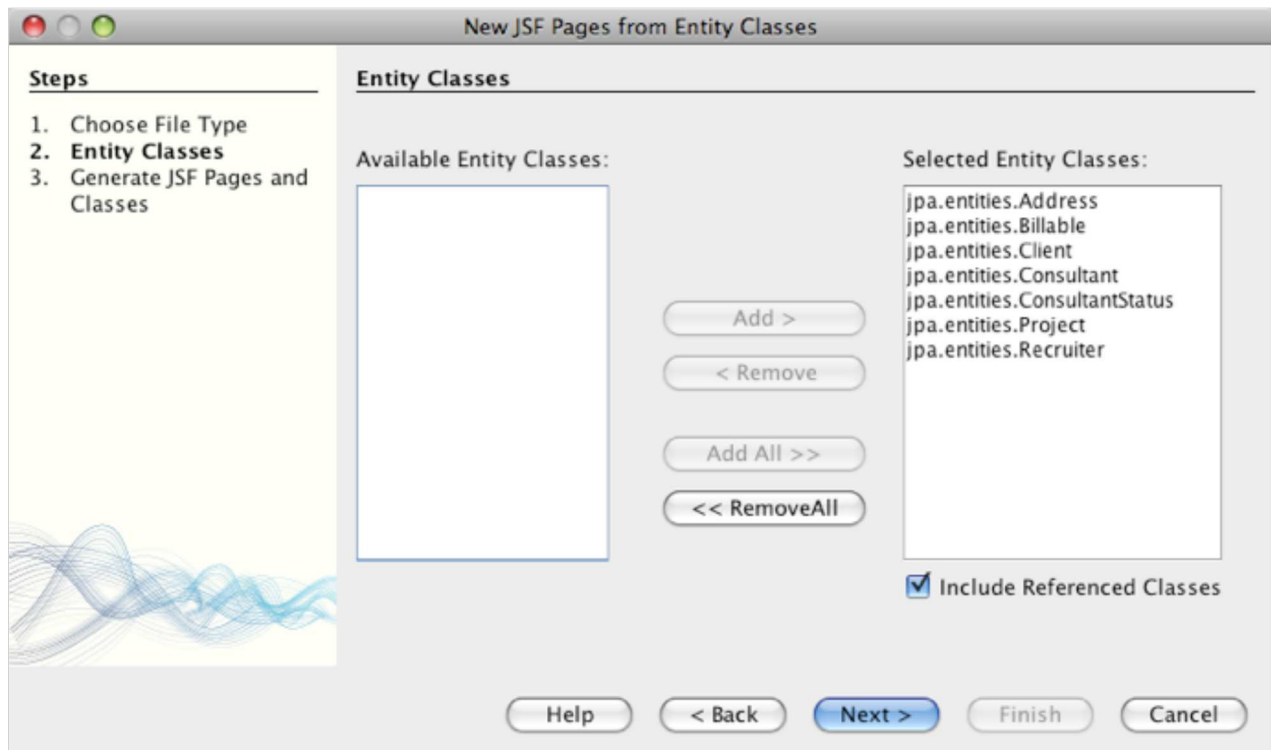 New JSF Pages from Entity Classes
Steps
1. Choose File Type
2. Entity Classes
3. Generate JSF Pages and
Classes
Entity Classes
Available Entity Classes:
Add >
< Remove
Add All >>
<< RemoveAll
Selected Entity Classes:
jpa.entities.Address
jpa.entities.Billable
jpa.entities.Client
jpa.entities.Consultant
jpa.entities.ConsultantStatus
jpa.entities.Project
jpa.entities.Recruiter
Include Referenced Classes
Help
< Back
Next >
Finish
Cancel